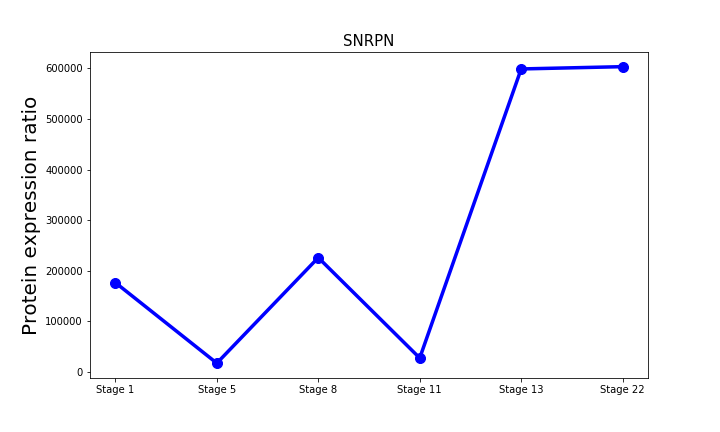 SNRPN
Protein expression ratio
600000
500000
400000
300000
200000
100000
0
Stage 1 Stage 5 Stage 8 Stage 11 Stage 13 Stage 22